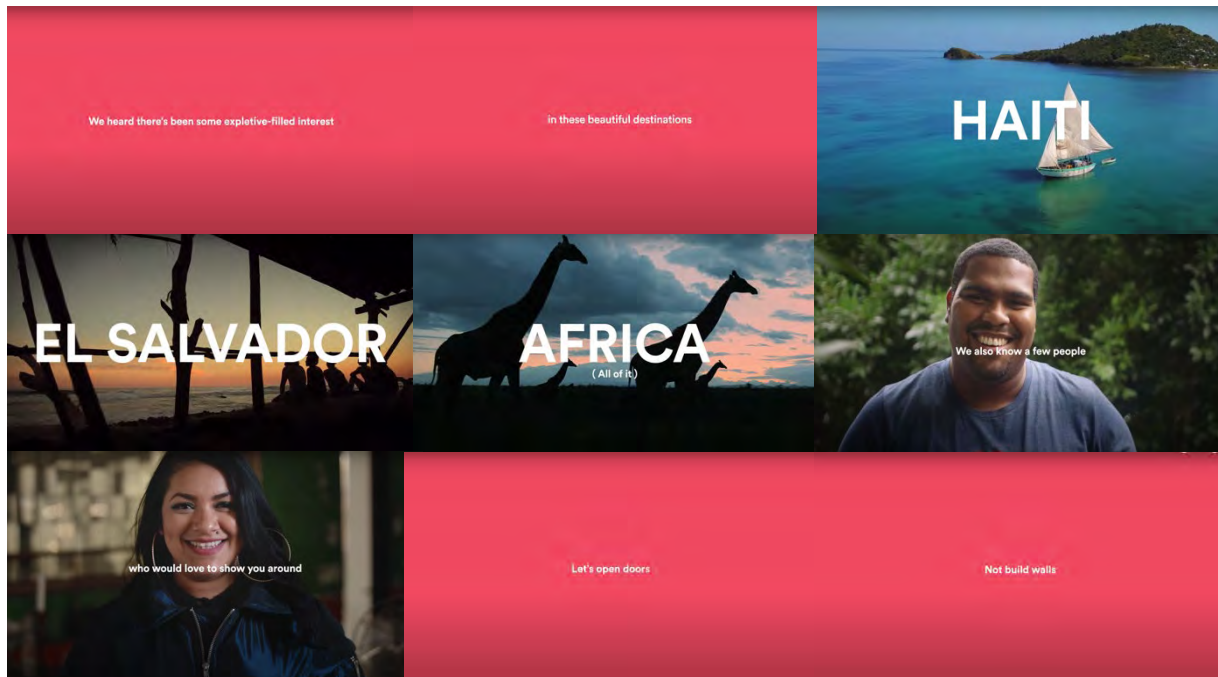 We heard there's been some expletive-filled interest
in these beautiful destinations
HAITI
EL SALVADOR
AFRICA
( All of it )
We also know a few people
who would love to show you around
Let's open doors
Not build walls